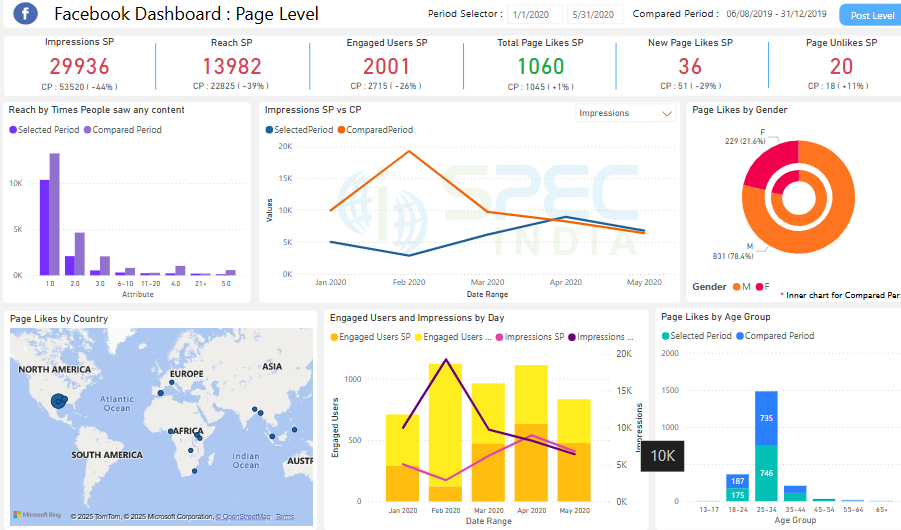 f Facebook Dashboard : Page Level
Period Selector : 1/1/2020 5/31/2020 Compared Period : 06/08/2019 - 31/12/2019 Post Level
Impressions SP
29936
CP : 53520 ( -44%)
Reach SP
13982
CP : 22825 ( -39%)
Engaged Users SP
2001
CP : 2715 ( -26%)
Total Page Likes SP
1060
CP : 1045 ( +1%)
New Page Likes SP
36
CP : 51 ( -29%)
Page Unlikes SP
20
CP : 18 ( +11%)
Reach by Times People saw any content
Selected Period Compared Period
10K
5K
0K
1.0 2.0 3.0 6-10 11-20 4.0 21+ 5.0
Attribute
Impressions SP vs CP
Impressions
SelectedPeriod ComparedPeriod
20K
15K
10K
5K
0K
Values
SPEC
INDIA
Jan 2020 Feb 2020 Mar 2020 Apr 2020 May 2020
Date Range
Page Likes by Gender
F
229 (21.6%)
M
831 (78.4%)
Gender M F
* Inner chart for Compared Per
Page Likes by Country
NORTH AMERICA
EUROPE
ASIA
Atlantic
Ocean
AFRICA
SOUTH AMERICA
Indian
Ocean
AUSTR
Microsoft Bing
© 2025 TomTom, © 2025 Microsoft Corporation, © OpenStreetMap Terms
Engaged Users and Impressions by Day
Engaged Users SP Engaged Users ... Impressions SP Impressions ...
1000
500
0
Engaged Users
20K
15K
10K
5K
0K
Impressions
10K
Jan 2020 Feb 2020 Mar 2020 Apr 2020 May 2020
Date Range
Page Likes by Age Group
Selected Period Compared Period
2000
1500
1000
500
0
735
746
187
175
13-17 18-24 25-34 35-44 45-54 55-64 65+
Age Group